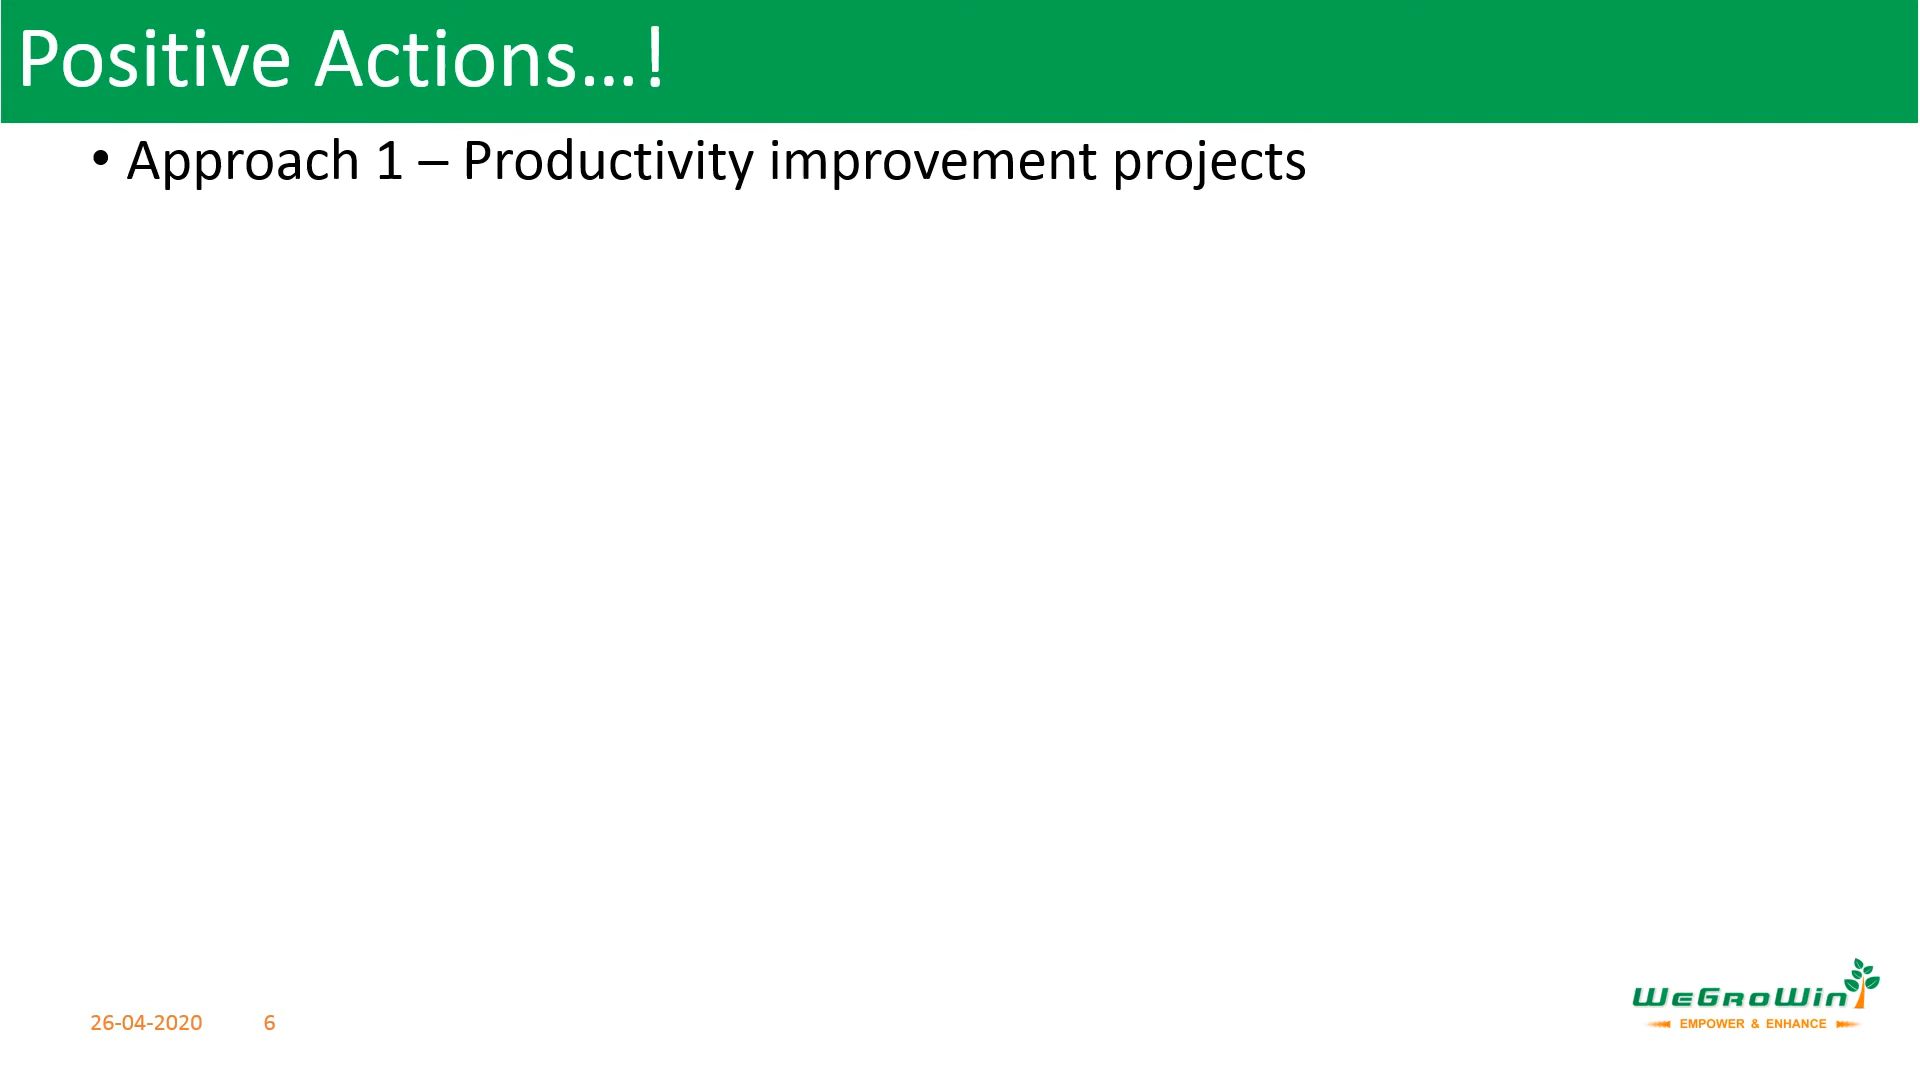 Positive Actions...!
• Approach 1 – Productivity improvement projects
26-04-2020 6
WeGroWin
EMPOWER & ENHANCE